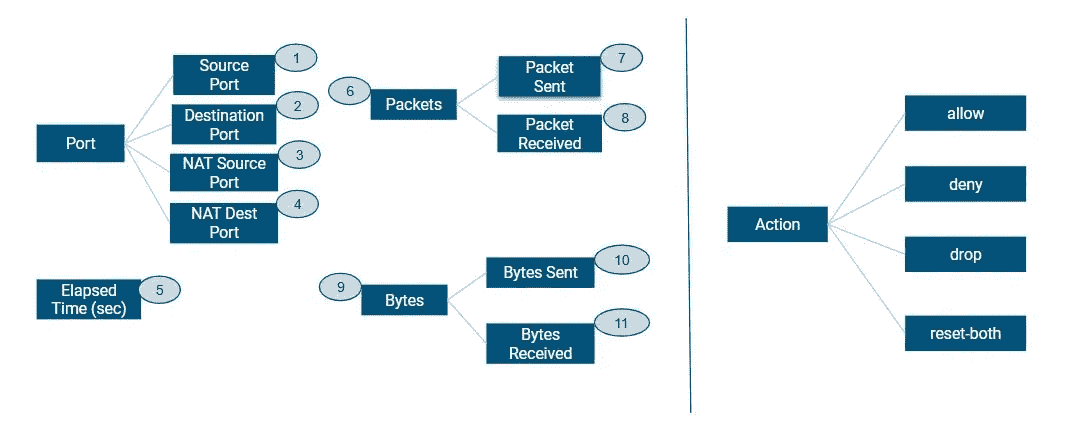 Port
Source
Port
1
Destination
Port
2
NAT Source
Port
3
NAT Dest
Port
4
Elapsed
Time (sec)
5
6
Packets
Packet
Sent
7
Packet
Received
8
9
Bytes
Bytes Sent
10
Bytes
Received
11
Action
allow
deny
drop
reset-both